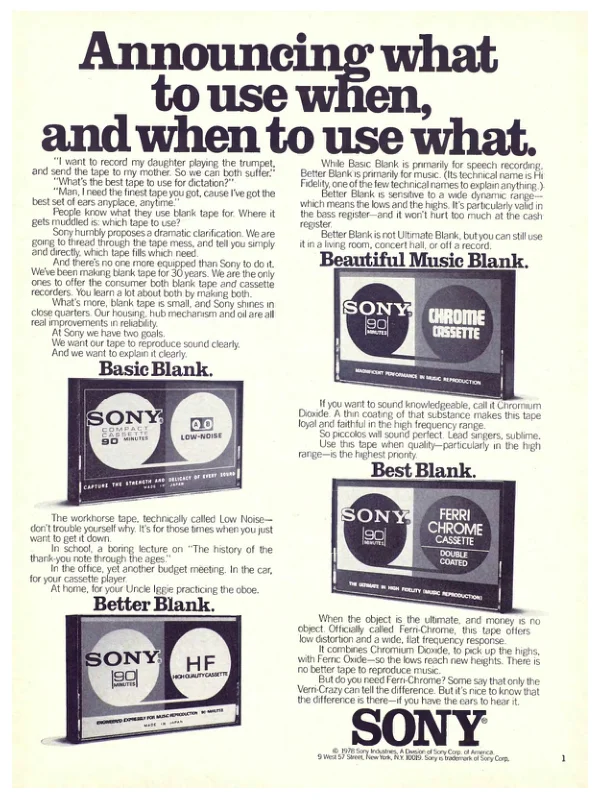 Announcing what
to use when,
and when to use what.
"I want to record my daughter playing the trumpet,
and send the tape to my mother. So we can both suffer."
"What's the best tape to use for dictation?"
"Man, I need the finest tape you got, cause I've got the
best set of ears anyplace, anytime."
People know what they use blank tape for. Where it
gets muddled is: which tape to use?
Sony humbly proposes a dramatic clarification. We are
going to thread through the tape mess, and tell you simply
and directly, which tape fills which need.
And there's no one more equipped than Sony to do it.
We've been making blank tape for 30 years. We are the only
ones to offer the consumer both blank tape and cassette
recorders. You learn a lot about both by making both.
What's more, blank tape is small, and Sony shines in
close quarters. Our housing, hub mechanism and oil are all
real improvements in reliability.
At Sony we have two goals.
We want our tape to reproduce sound clearly.
And we want to explain it clearly.
Basic Blank.
SONY
COMPACT
CASSETTE
90 MINUTES
AB
LOW-NOISE
CAPTURE THE STRENGTH AND DELICACY OF EVERY SOUND
MADE IN JAPAN
The workhorse tape, technically called Low Noise—
don't trouble yourself why. It's for those times when you just
want to get it down.
In school, a boring lecture on "The history of the
thank-you note through the ages."
In the office, yet another budget meeting. In the car,
for your cassette player.
At home, for your Uncle Iggie practicing the oboe.
Better Blank.
SONY
90
MINUTES
HF
HIGH QUALITY CASSETTE
ENGINEERED EXPRESSLY FOR MUSIC REPRODUCTION 90 MINUTES
MADE IN JAPAN
While Basic Blank is primarily for speech recording,
Better Blank is primarily for music. (Its technical name is Hi
Fidelity, one of the few technical names to explain anything.)
Better Blank is sensitive to a wide dynamic range—
which means the lows and the highs. It's particularly valid in
the bass register—and it won't hurt too much at the cash
register.
Better Blank is not Ultimate Blank, but you can still use
it in a living room, concert hall, or off a record.
Beautiful Music Blank.
SONY
90
MINUTES
CHROME
CASSETTE
MAGNIFICENT PERFORMANCE IN MUSIC REPRODUCTION
If you want to sound knowledgeable, call it Chromium
Dioxide. A thin coating of that substance makes this tape
loyal and faithful in the high frequency range.
So piccolos will sound perfect. Lead singers, sublime.
Use this tape when quality—particularly in the high
range—is the highest priority.
Best Blank.
SONY
90
MINUTES
FERRI
CHROME
CASSETTE
DOUBLE
COATED
THE ULTIMATE IN HIGH FIDELITY (MUSIC REPRODUCTION)
When the object is the ultimate, and money is no
object. Officially called Ferri-Chrome, this tape offers
low distortion and a wide, flat frequency response.
It combines Chromium Dioxide, to pick up the highs,
with Ferric Oxide—so the lows reach new heights. There is
no better tape to reproduce music.
But do you need Ferri-Chrome? Some say that only the
Verri-Crazy can tell the difference. But it's nice to know that
the difference is there—if you have the ears to hear it.
SONY®
© 1978 Sony Industries, A Division of Sony Corp. of America.
9 West 57 Street, New York, N.Y. 10019. Sony is trademark of Sony Corp.
1